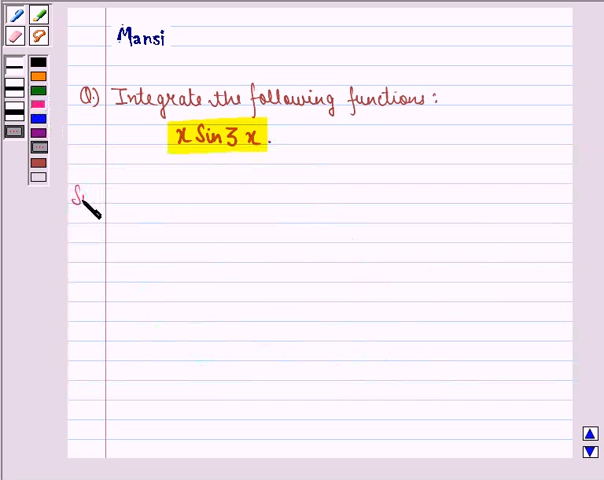 Mansi
Q.) Integrate the following functions:
x Sin 3 x.